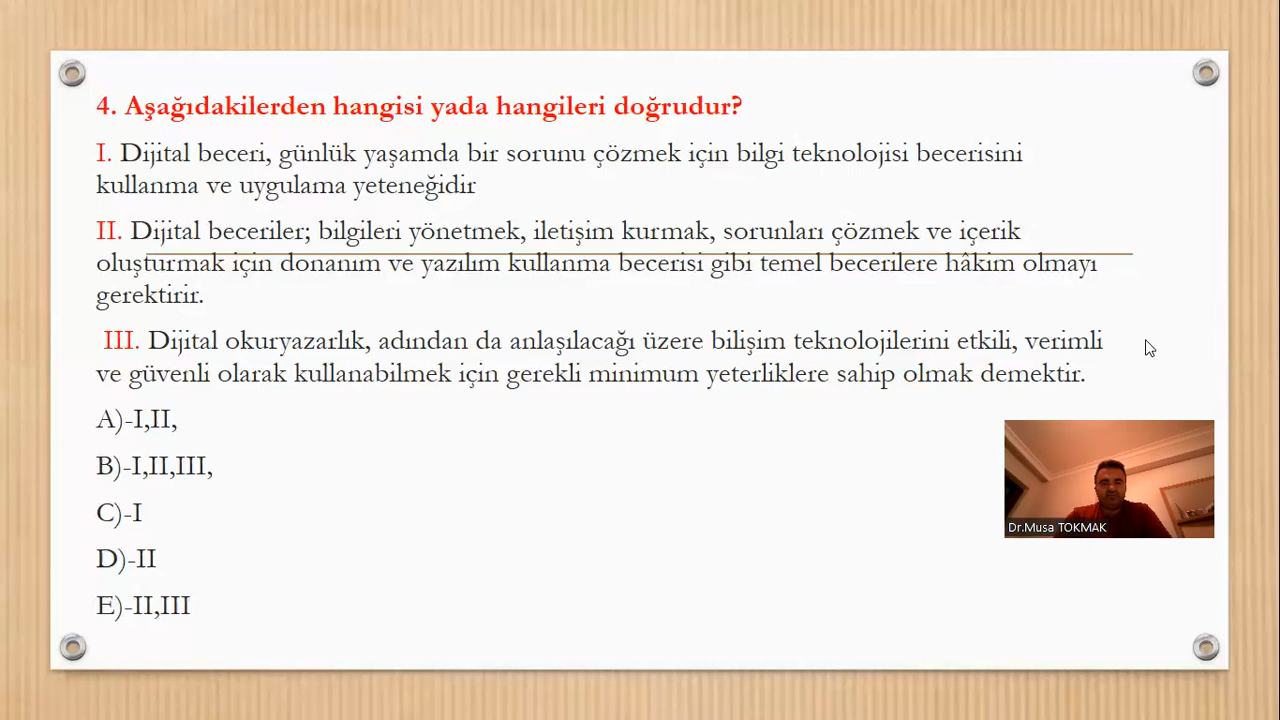 4. Aşağıdakilerden hangisi yada hangileri doğrudur?
I. Dijital beceri, günlük yaşamda bir sorunu çözmek için bilgi teknolojisi becerisini
kullanma ve uygulama yeteneğidir
II. Dijital beceriler; bilgileri yönetmek, iletişim kurmak, sorunları çözmek ve içerik
oluşturmak için donanım ve yazılım kullanma becerisi gibi temel becerilere hâkim olmayı
gerektirir.
III. Dijital okuryazarlık, adından da anlaşılacağı üzere bilişim teknolojilerini etkili, verimli
ve güvenli olarak kullanabilmek için gerekli minimum yeterliklere sahip olmak demektir.
A)-I,II,
B)-I,II,III,
C)-I
D)-II
E)-II,III
Dr.Musa TOKMAK